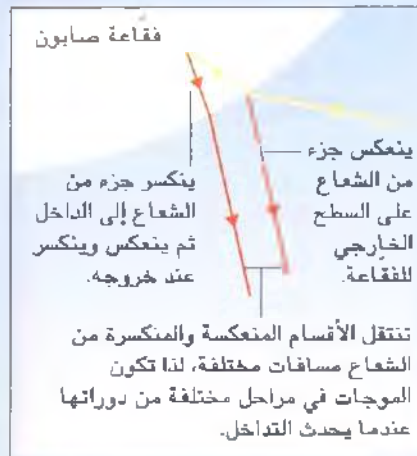 فقاعة صابون
ينعكس جزء
من الشعاع
على السطح
الخارجي
للفقاعة.
ينكسر جزء من
الشعاع إلى الداخل
ثم ينعكس وينكسر
عند خروجه.
تنتقل الأقسام المنعكسة والمنكسرة من
الشعاع مسافات مختلفة، لذا تكون
الموجات في مراحل مختلفة من دوراتها
عندما يحدث التداخل.